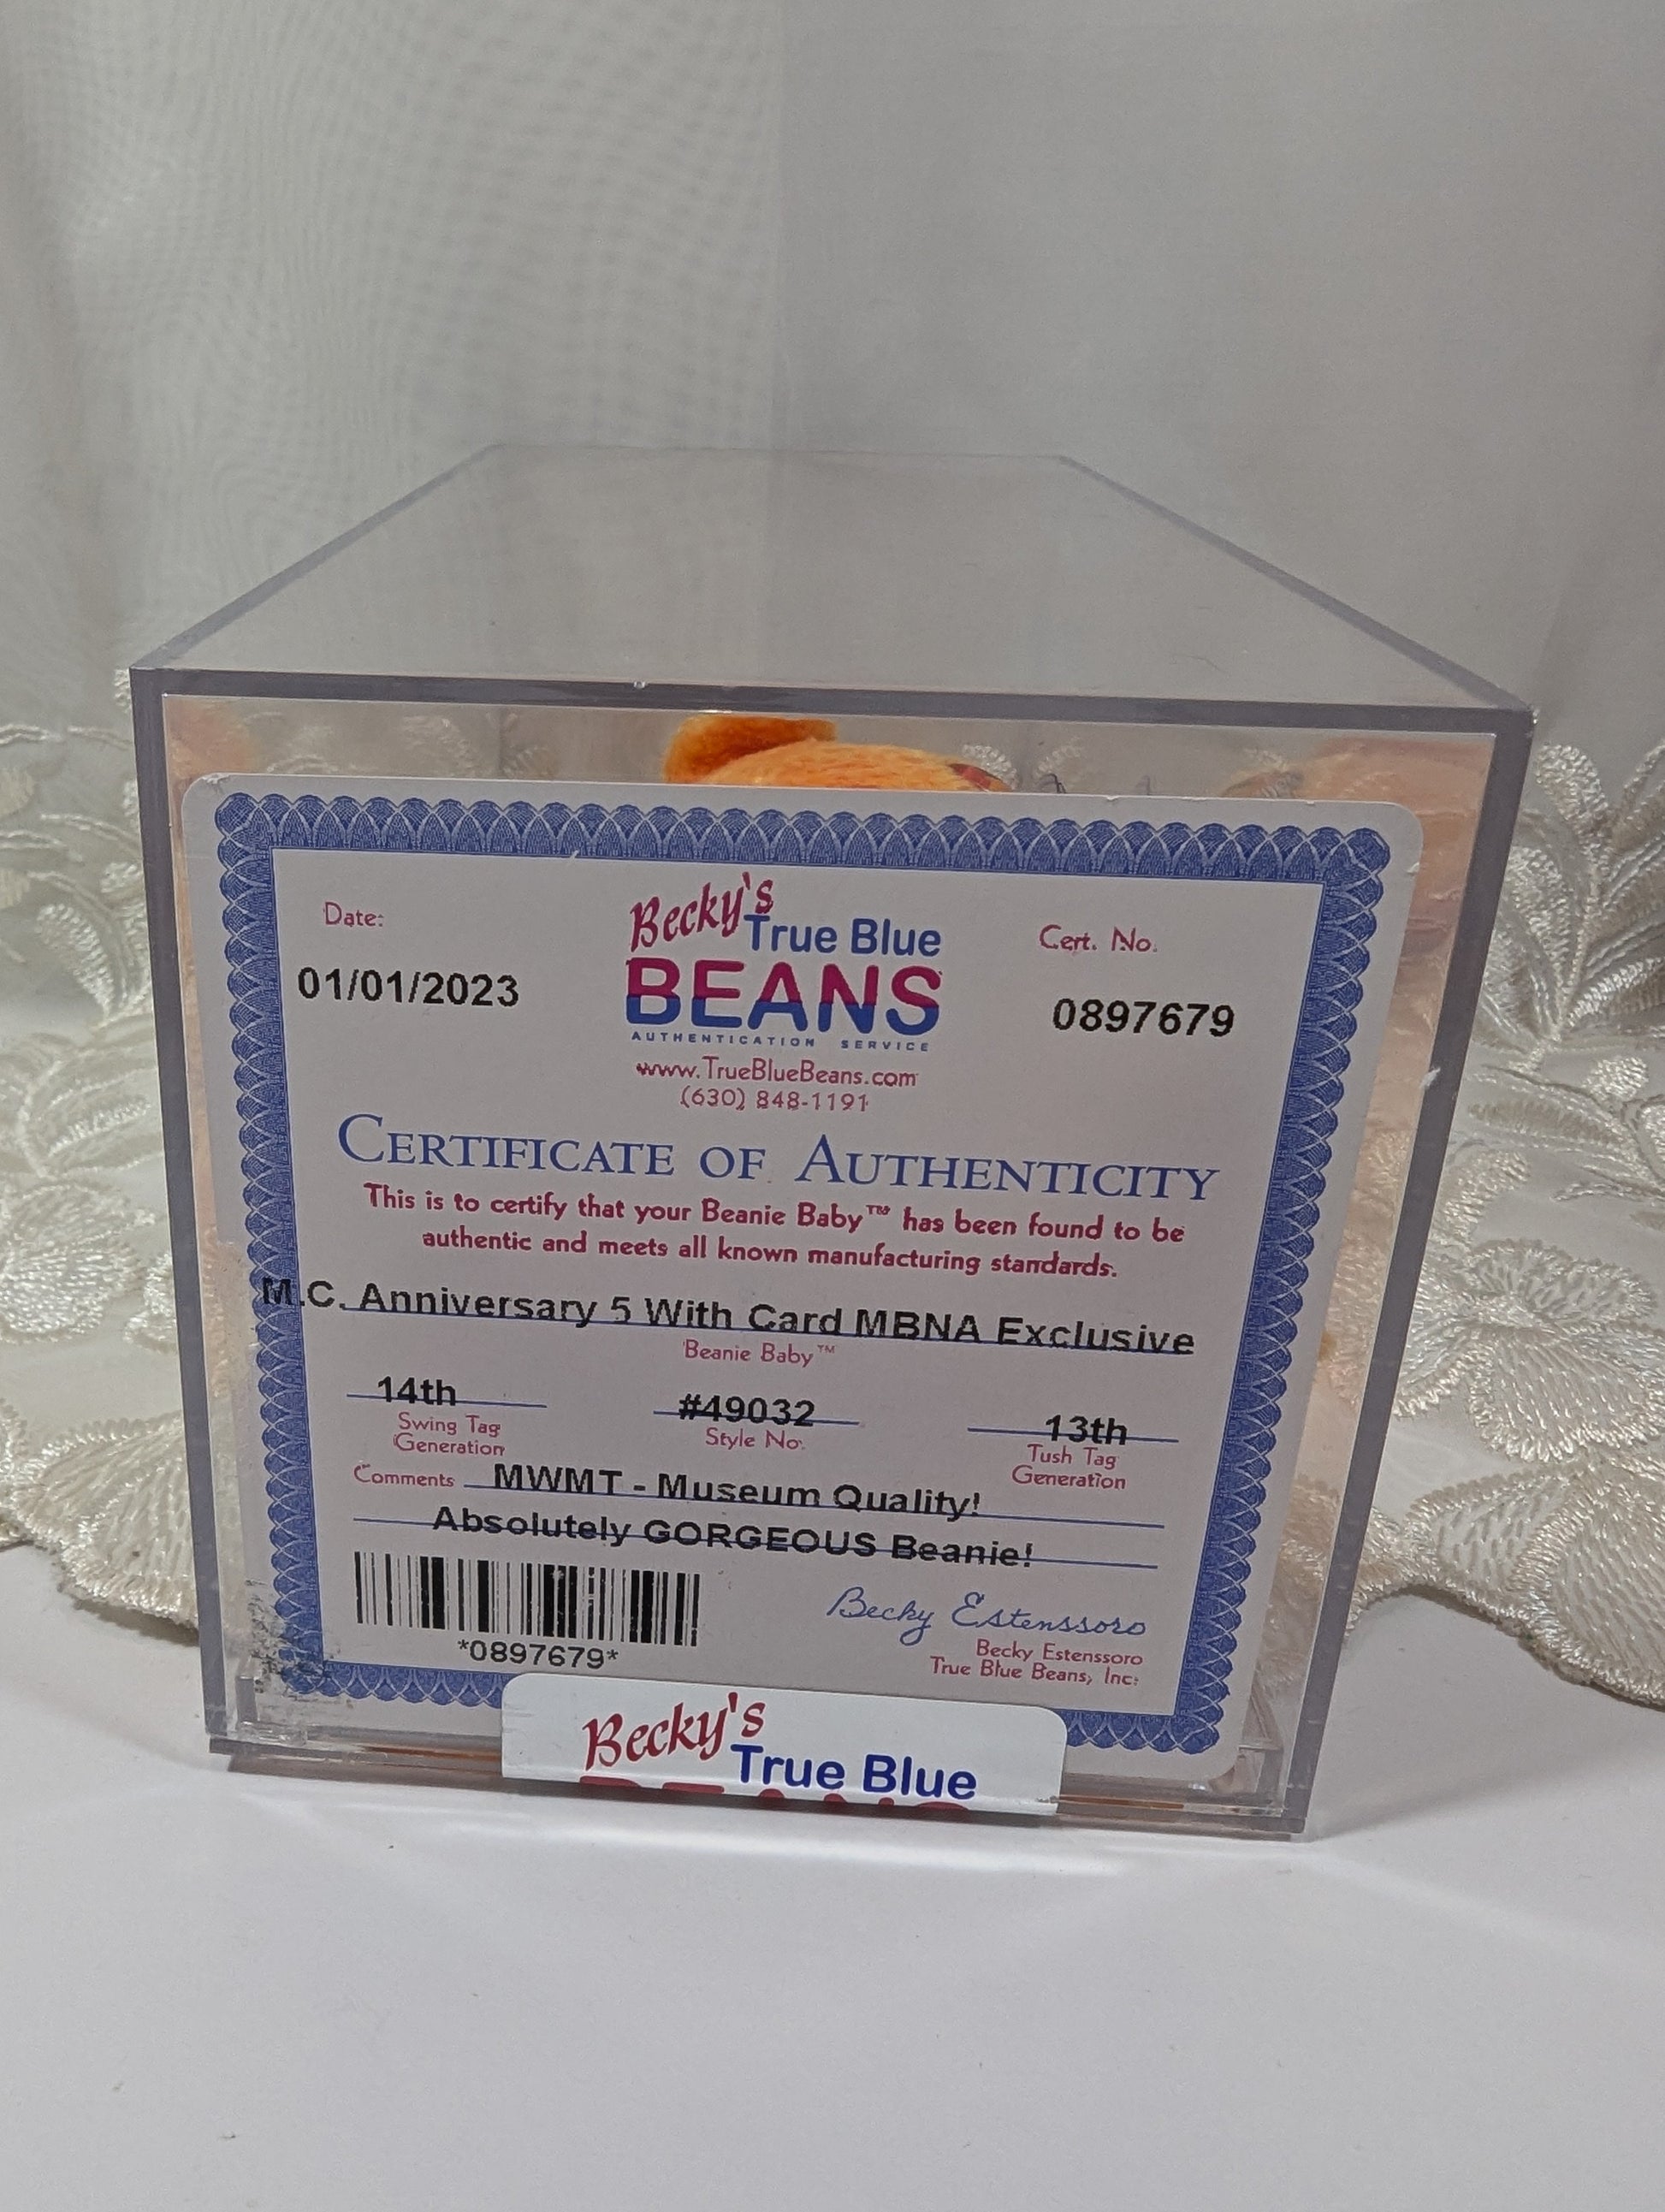 Date:
01/01/2023
Becky's
True Blue
BEANS
AUTHENTICATION SERVICE
www.TrueBlueBeans.com
(630) 848-1191
Cert. No.
0897679
CERTIFICATE OF AUTHENTICITY
This is to certify that your Beanie Baby™ has been found to be
authentic and meets all known manufacturing standards.
M.C. Anniversary 5 With Card MBNA Exclusive
Beanie Baby™
14th
Swing Tag
Generation
#49032
Style No.
13th
Tush Tag
Generation
Comments MWMT - Museum Quality!
Absolutely GORGEOUS Beanie!
*0897679*
Becky Estenssoro
Becky Estenssoro
True Blue Beans, Inc.
Becky's
True Blue
BEANS